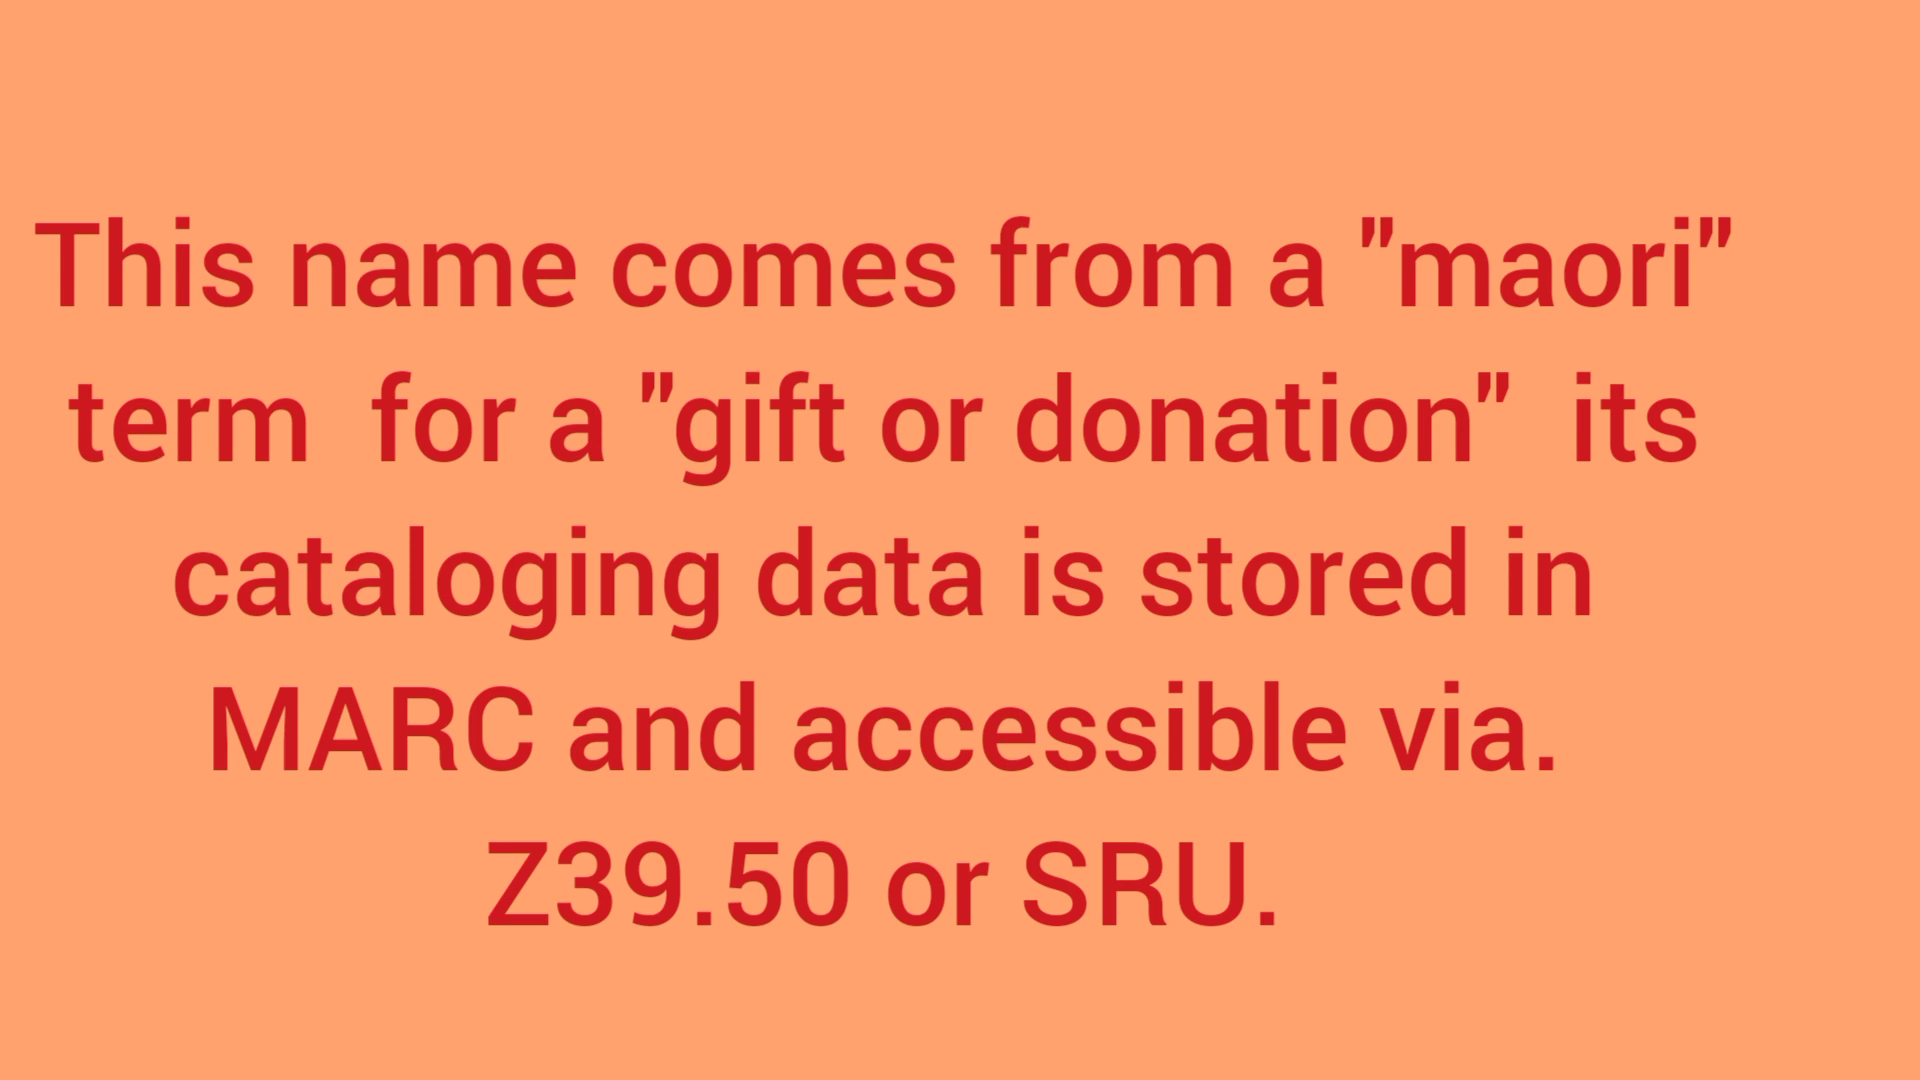 This name comes from a "maori"
term  for a "gift or donation"  its
cataloging data is stored in
MARC and accessible via.
Z39.50 or SRU.